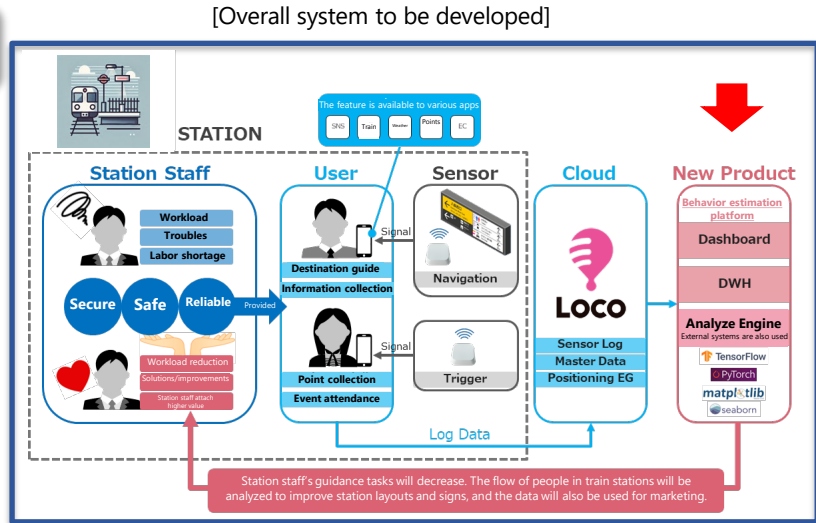 [Overall system to be developed]
The feature is available to various apps
SNS
Train
Weather
Points
EC
STATION
Station Staff
User
Sensor
Cloud
New Product
Workload
Troubles
Labor shortage
Secure
Safe
Reliable
Provided
Workload reduction
Solutions/improvements
Station staff attach
higher value
Destination guide
Information collection
Point collection
Event attendance
Signal
Navigation
Signal
Trigger
LOCO
Sensor Log
Master Data
Positioning EG
Log Data
Behavior estimation
platform
Dashboard
DWH
Analyze Engine
External systems are also used
TensorFlow
PyTorch
matplotlib
seaborn
Station staff's guidance tasks will decrease. The flow of people in train stations will be
analyzed to improve station layouts and signs, and the data will also be used for marketing.